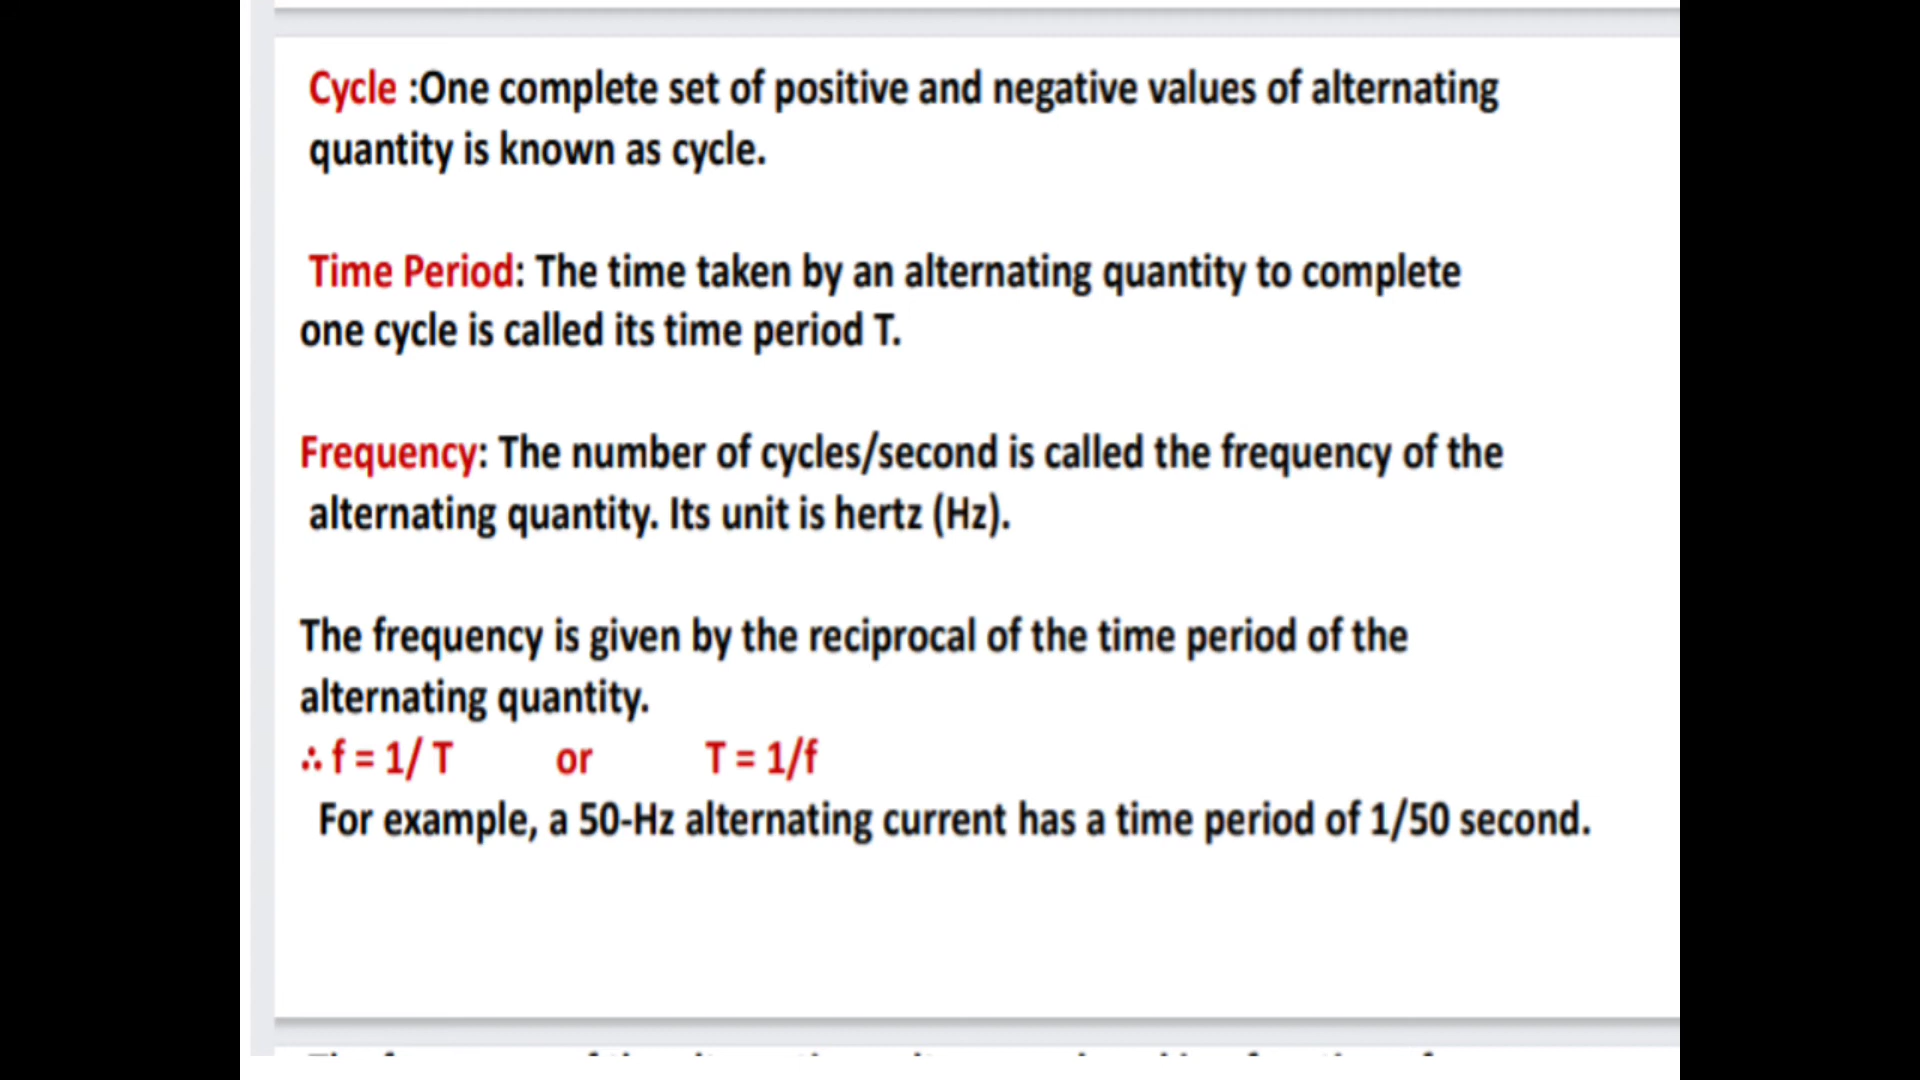 Cycle :One complete set of positive and negative values of alternating
quantity is known as cycle.
Time Period: The time taken by an alternating quantity to complete
one cycle is called its time period T.
Frequency: The number of cycles/second is called the frequency of the
alternating quantity. Its unit is hertz (Hz).
The frequency is given by the reciprocal of the time period of the
alternating quantity.
∴ f = 1/ T or T = 1/f
For example, a 50-Hz alternating current has a time period of 1/50 second.